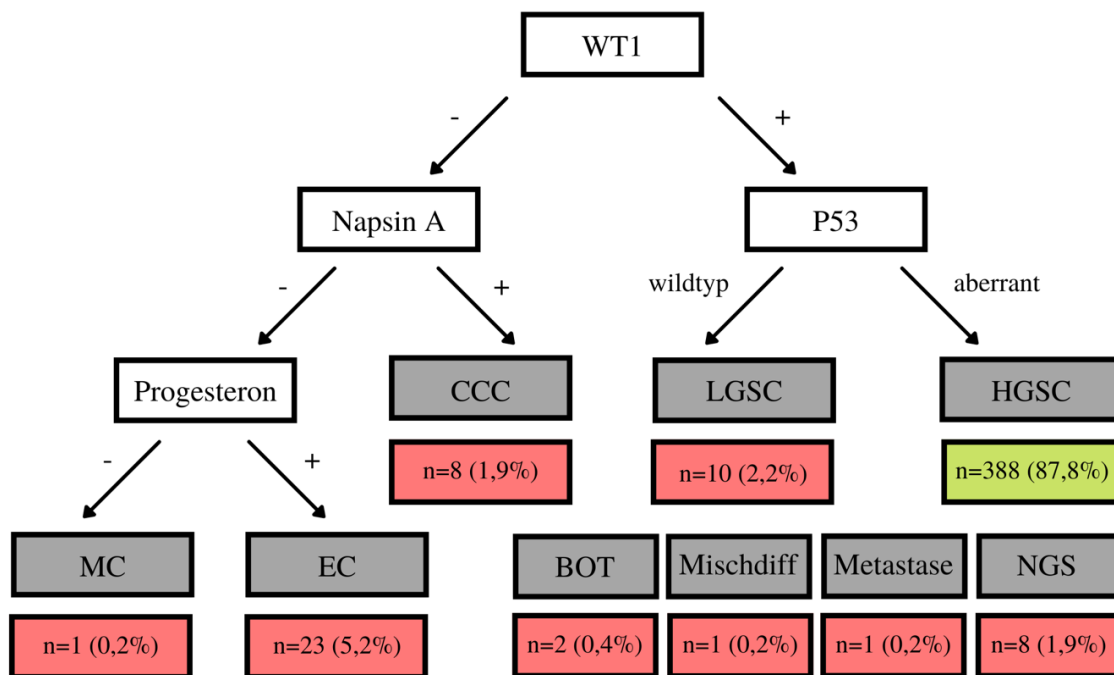 WT1
- +
Napsin A P53
- + wildtyp aberrant
Progesteron CCC LGSC HGSC
n=8 (1,9%) n=10 (2,2%) n=388 (87,8%)
- +
MC EC BOT Mischdiff Metastase NGS
n=1 (0,2%) n=23 (5,2%) n=2 (0,4%) n=1 (0,2%) n=1 (0,2%) n=8 (1,9%)